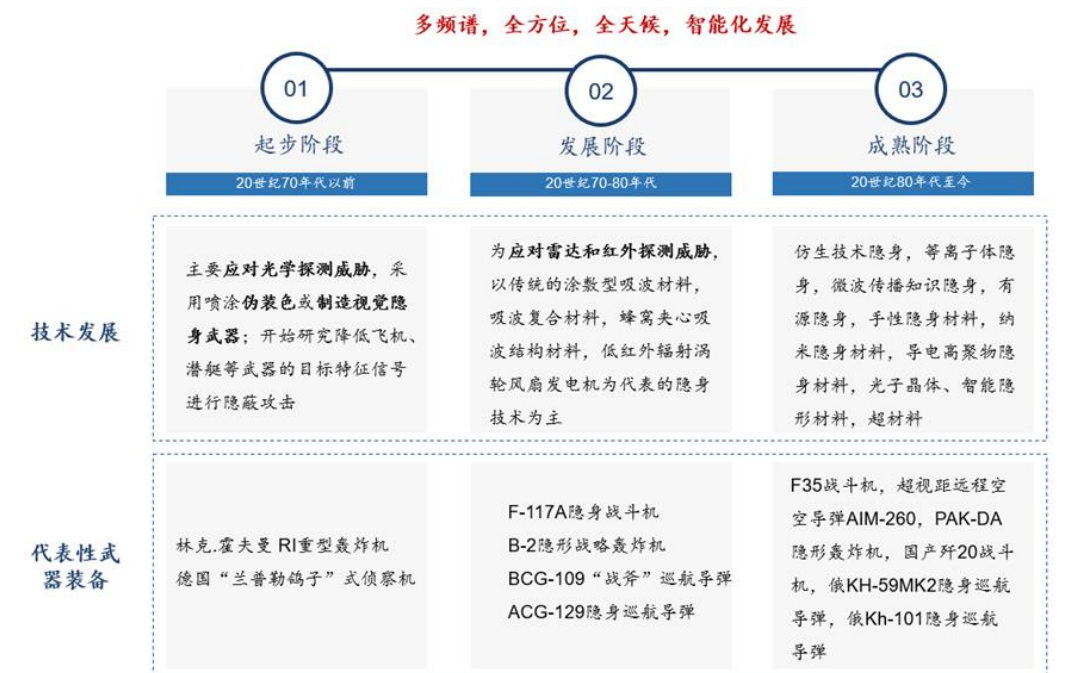 多频谱，全方位，全天候，智能化发展
01
02
03
起步阶段
发展阶段
成熟阶段
20世纪70年代以前
20世纪70-80年代
20世纪80年代至今
技术发展
主要应对光学探测威胁，采
用喷涂伪装色或制造视觉隐
身武器；开始研究降低飞机、
潜艇等武器的目标特征信号
进行隐蔽攻击
为应对雷达和红外探测威胁，
以传统的涂敷型吸波材料，
吸波复合材料，蜂窝夹心吸
波结构材料，低红外辐射涡
轮风扇发电机为代表的隐身
技术为主
仿生技术隐身，等离子体隐
身，微波传播知识隐身，有
源隐身，手性隐身材料，纳
米隐身材料，导电高聚物隐
身材料，光子晶体、智能隐
形材料，超材料
代表性武
器装备
林克.霍夫曼 RI重型轰炸机
德国“兰普勒鸽子”式侦察机
F-117A隐身战斗机
B-2隐形战略轰炸机
BCG-109“战斧”巡航导弹
ACG-129隐身巡航导弹
F35战斗机，超视距远程空
空导弹AIM-260，PAK-DA
隐形轰炸机，国产歼20战斗
机，俄KH-59MK2隐身巡航
导弹，俄Kh-101隐身巡航
导弹